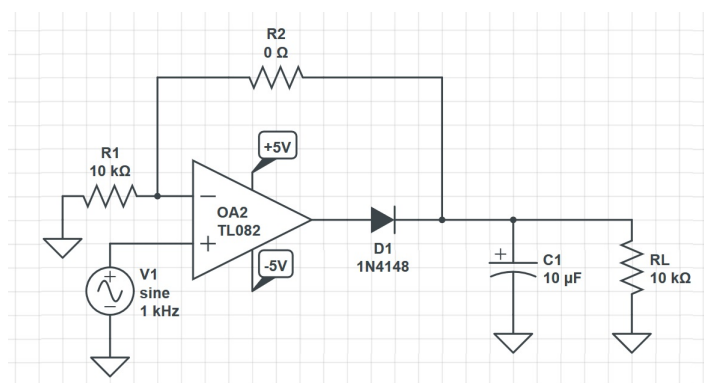 R2
0 Ω
+5V
R1
10 kΩ
−
OA2
TL082
+
-5V
D1
1N4148
V1
sine
1 kHz
+
−
+
C1
10 µF
RL
10 kΩ